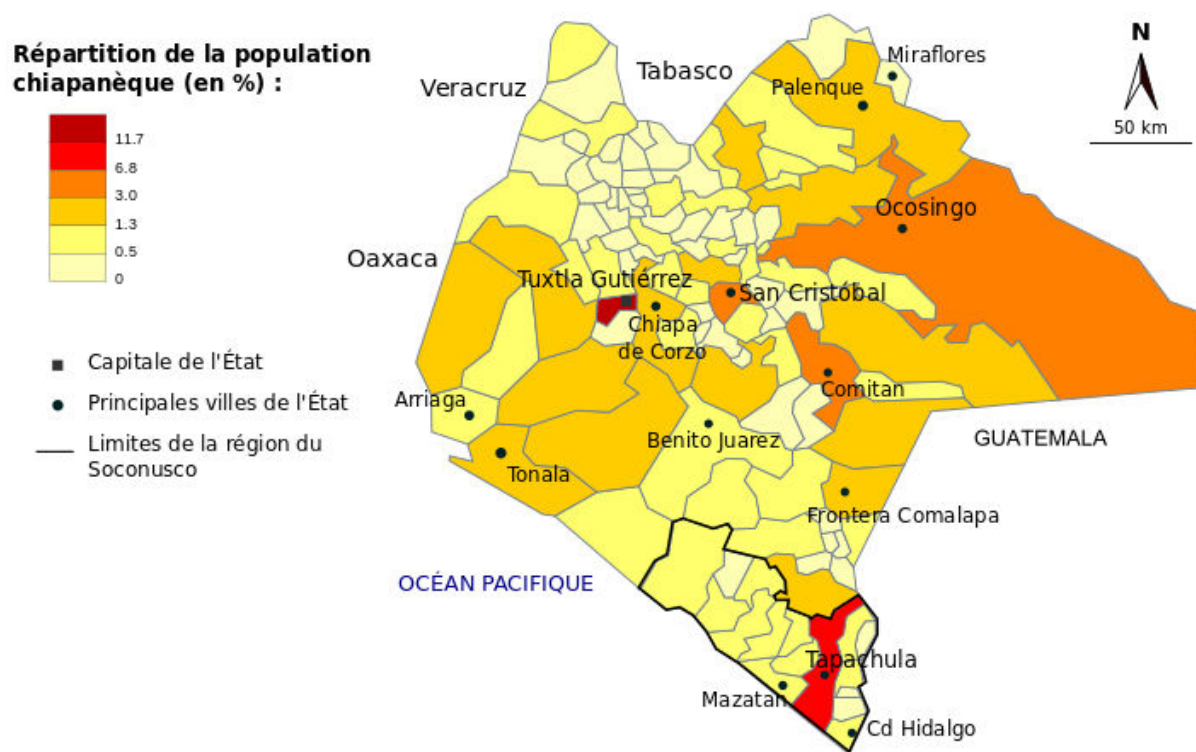 Répartition de la population
chiapanèque (en %) :
11.7
6.8
3.0
1.3
0.5
0
Capitale de l'État
Principales villes de l'État
Limites de la région du
Soconusco
Veracruz
Tabasco
Oaxaca
Miraflores
Palenque
N
50 km
Ocosingo
Tuxtla Gutiérrez
San Cristóbal
Chiapa
de Corzo
Comitan
Arriaga
Benito Juarez
GUATEMALA
Tonala
Frontera Comalapa
OCÉAN PACIFIQUE
Tapachula
Mazatan
Cd Hidalgo